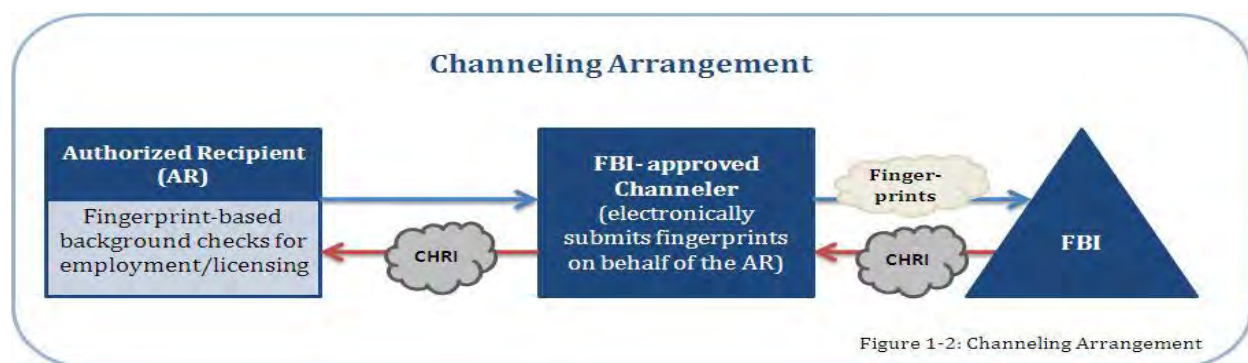 Channeling Arrangement
Authorized Recipient
(AR)
Fingerprint-based
background checks for
employment/licensing
CHRI
FBI- approved
Channeler
(electronically
submits fingerprints
on behalf of the AR)
Finger-
prints
CHRI
FBI
Figure 1-2: Channeling Arrangement